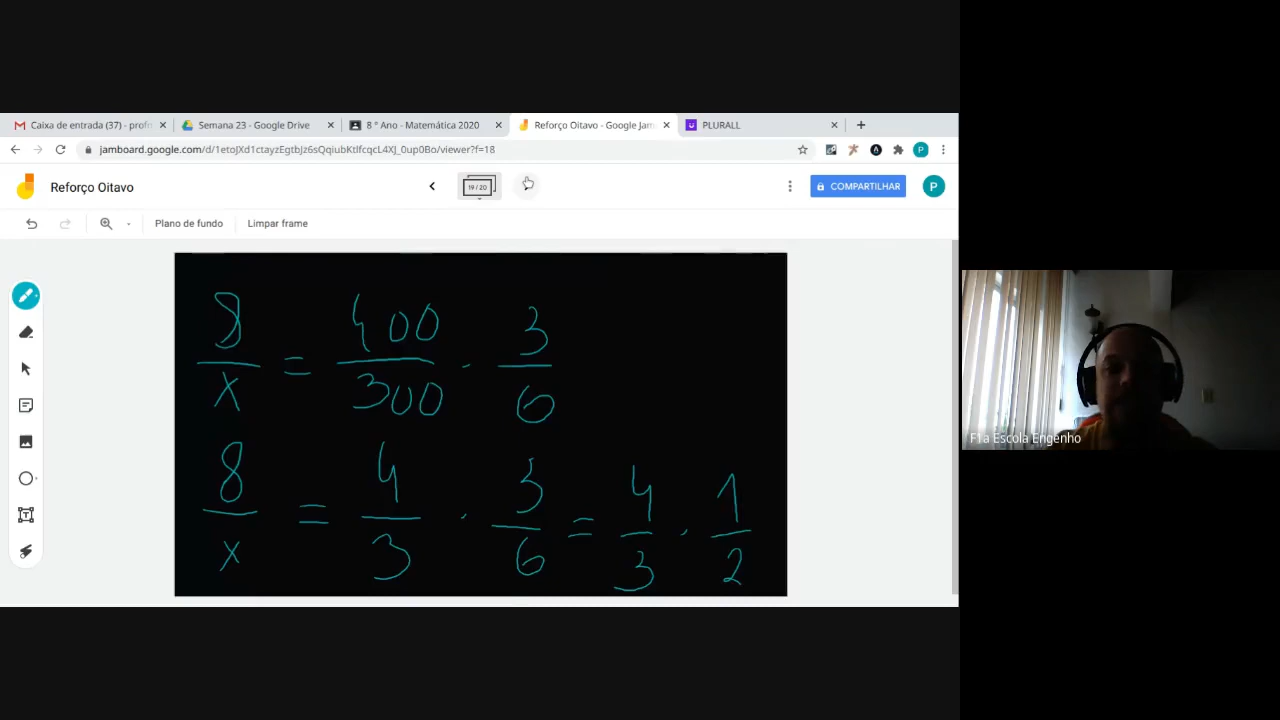 Caixa de entrada (37) - profm
Semana 23 - Google Drive
8 º Ano - Matemática 2020
Reforço Oitavo - Google Jam
PLURALL
jamboard.google.com/d/1etoJXd1ctayzEgtbJz6sQqiubKtlfcqcL4XJ_0up0Bo/viewer?f=18
Reforço Oitavo
19 / 20
COMPARTILHAR
P
Plano de fundo Limpar frame
8/x = 400/300 . 3/6
8/x = 4/3 . 3/6 = 4/3 . 1/2
F1a Escola Engenho